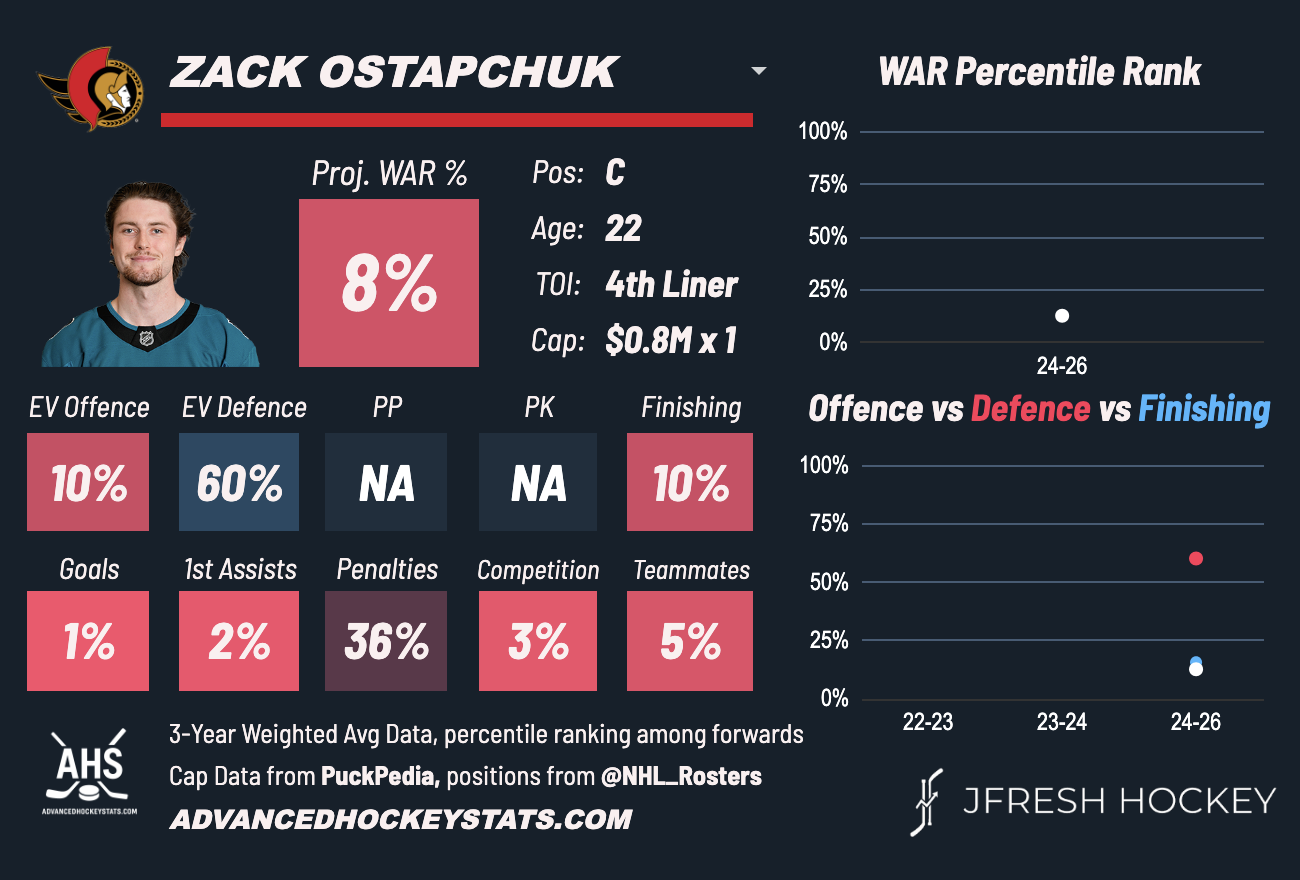 ZACK OSTAPCHUK
Proj. WAR %
8%
Pos: C
Age: 22
TOI: 4th Liner
Cap: $0.8M x 1
EV Offence EV Defence PP PK Finishing
10% 60% NA NA 10%
Goals 1st Assists Penalties Competition Teammates
1% 2% 36% 3% 5%
3-Year Weighted Avg Data, percentile ranking among forwards
Cap Data from PuckPedia, positions from @NHL_Rosters
ADVANCEDHOCKEYSTATS.COM
AHS
ADVANCEDHOCKEYSTATS.COM
WAR Percentile Rank
100%
75%
50%
25%
0%
24-26
Offence vs Defence vs Finishing
100%
75%
50%
25%
0%
22-23 23-24 24-26
JFRESH HOCKEY